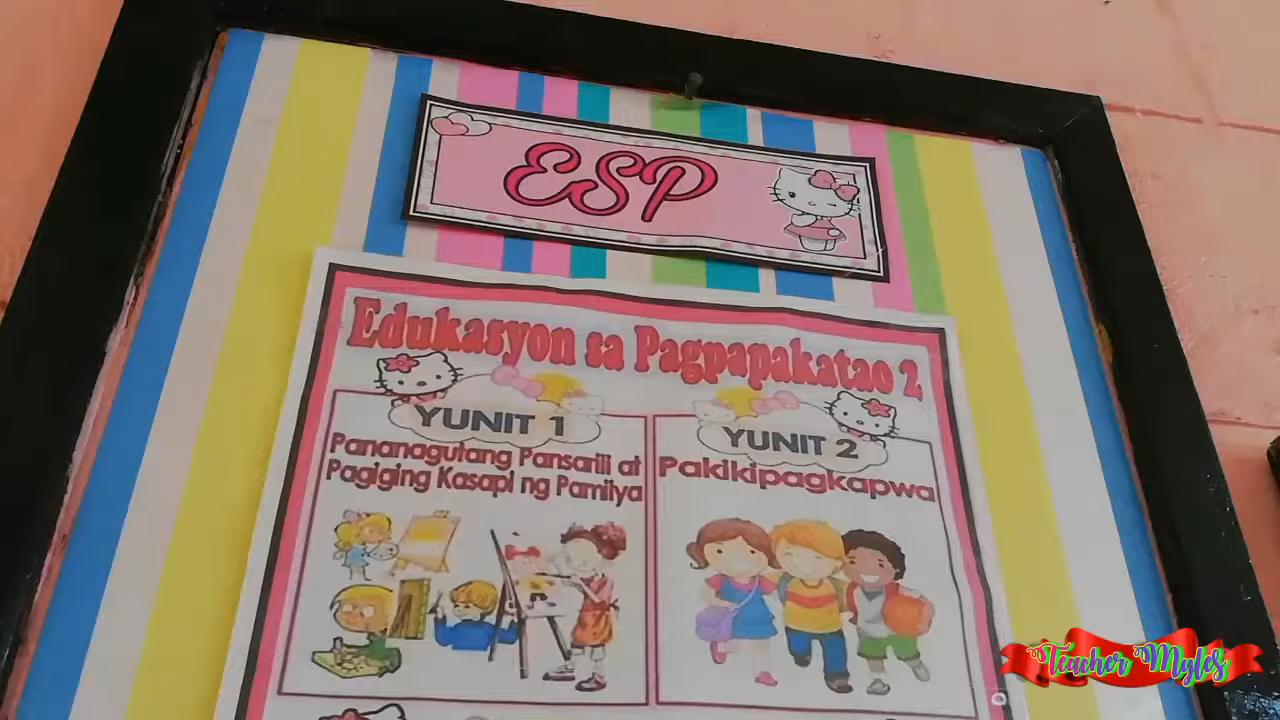 ESP
Edukasyon sa Pagpapakatao 2
YUNIT 1
Pananagutang Pansarili at
Pagiging Kasapi ng Pamilya
YUNIT 2
Pakikipagkapwa
Teacher Myles